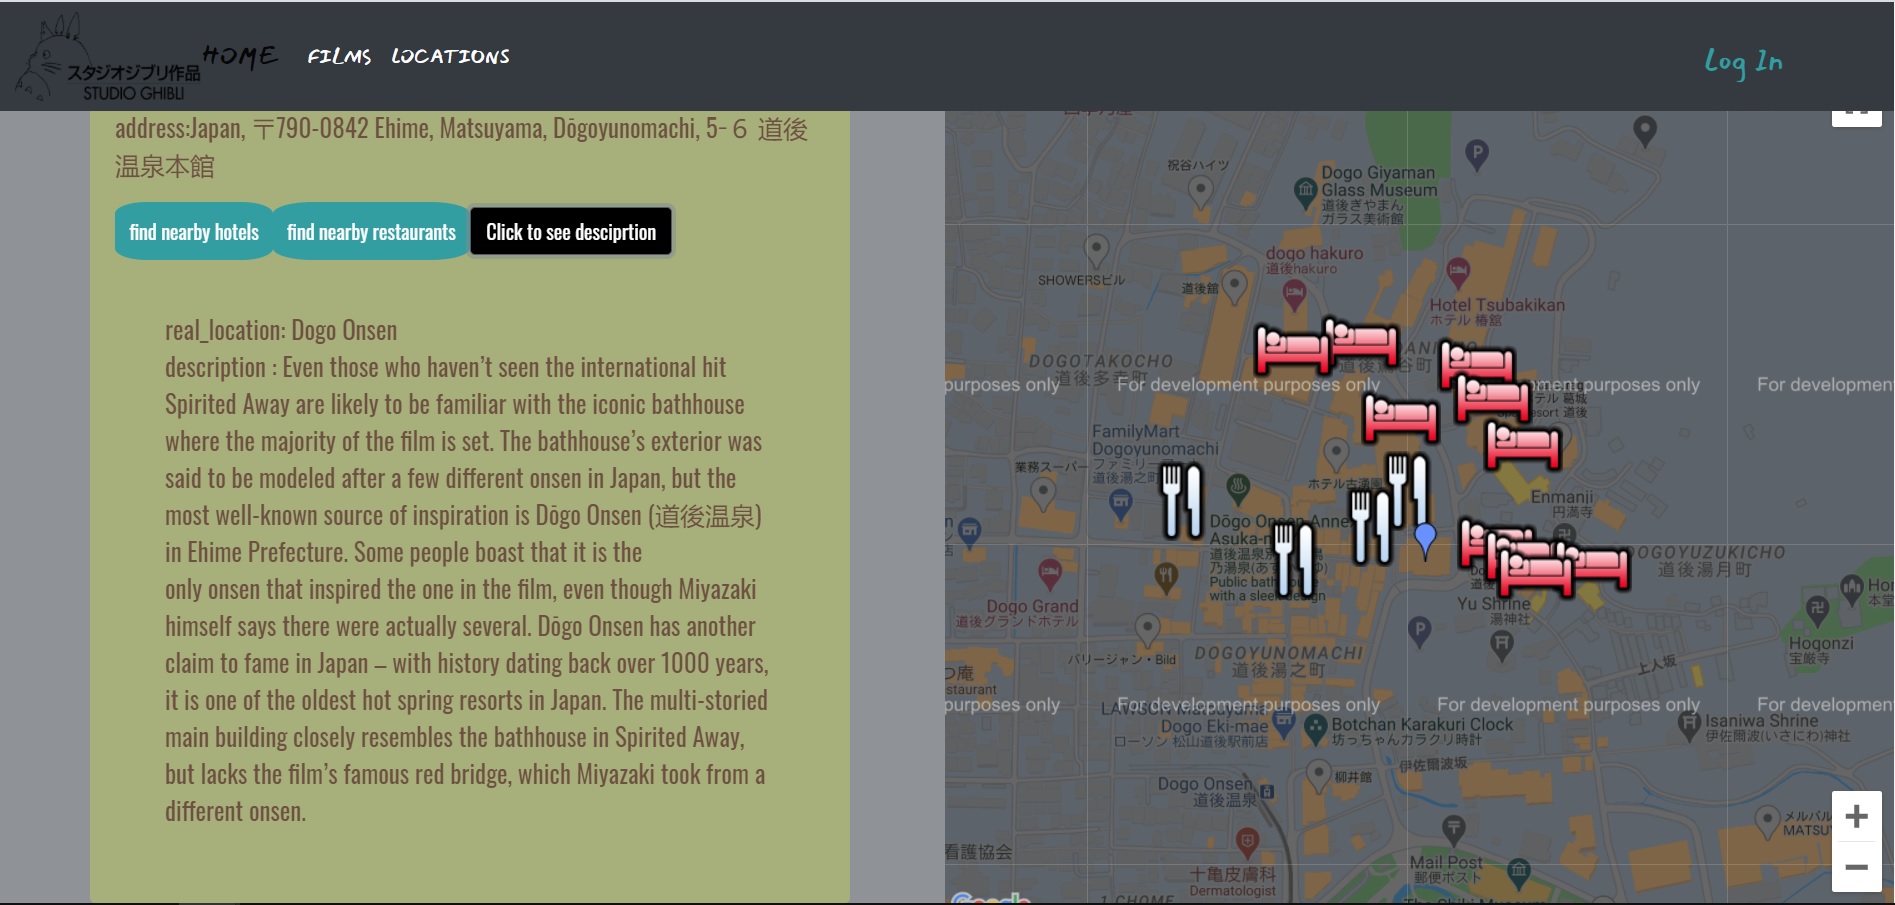 スタジオジブリ作品
STUDIO GHIBLI
HOME
FILMS
LOCATIONS
Log In
address:Japan, 〒790-0842 Ehime, Matsuyama, Dōgoyunomachi, 5−６ 道後
温泉本館
find nearby hotels
find nearby restaurants
Click to see desciprtion
real_location: Dogo Onsen
description : Even those who haven’t seen the international hit
Spirited Away are likely to be familiar with the iconic bathhouse
where the majority of the film is set. The bathhouse’s exterior was
said to be modeled after a few different onsen in Japan, but the
most well-known source of inspiration is Dōgo Onsen (道後温泉)
in Ehime Prefecture. Some people boast that it is the
only onsen that inspired the one in the film, even though Miyazaki
himself says there were actually several. Dōgo Onsen has another
claim to fame in Japan – with history dating back over 1000 years,
it is one of the oldest hot spring resorts in Japan. The multi-storied
main building closely resembles the bathhouse in Spirited Away,
but lacks the film’s famous red bridge, which Miyazaki took from a
different onsen.
祝谷ハイツ
P
Dogo Giyaman
Glass Museum
道後ぎやまん
ガラス美術館
dogo hakuro
道後hakuro
SHOWERSビル
道後舘
Hotel Tsubakikan
ホテル 椿舘
DOGOTAKOCHO
道後多幸町
purposes only
For development purposes only
purposes only
For development
テル 葛城
resort 道後
FamilyMart
Dogoyunomachi
ファミリー
道後湯之町
業務スーパー
ホテル古湧園
Enmanji
円満寺
Dōgo Onsen Annex
Asuka-no
道後温泉別
Public bath house
with a sleek design
DOGOYUZUKICHO
道後湯月町
Dogo Grand
道後グランドホテル
Yu Shrine
湯神社
P
Hogonzi
宝厳寺
本堂
バリージャン・Bild
DOGOYUNOMACHI
道後湯之町
上人坂
つ庵
staurant
purposes only
For development purposes only
For development purposes only
For development
LAWSON Matsuyama
Dogo Eki-mae
ローソン 松山道後駅前店
Botchan Karakuri Clock
坊っちゃんカラクリ時計
Isaniwa Shrine
伊佐爾波(いさにわ)神社
伊佐爾波坂
Dogo Onsen
道後温泉
柳井館
メルパル
MATSU
看護協会
十亀皮膚科
Dermatologist
Mail Post
郵便ポスト
Google
1 CHOME
The Shiki Museum